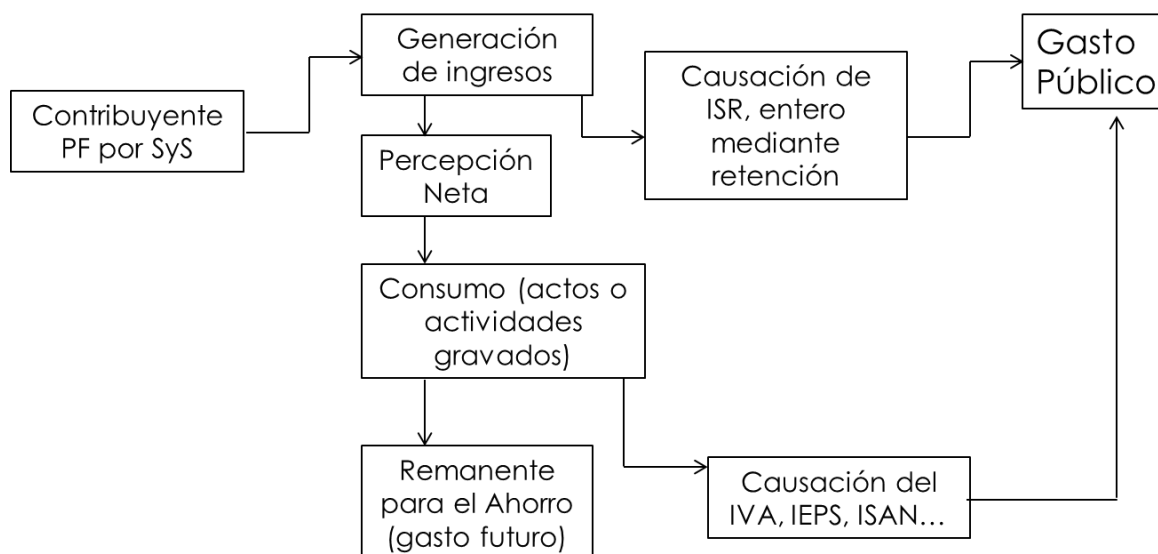 Contribuyente
PF por SyS
Generación
de ingresos
Causación de
ISR, entero
mediante
retención
Gasto
Público
Percepción
Neta
Consumo (actos o
actividades
gravados)
Remanente
para el Ahorro
(gasto futuro)
Causación del
IVA, IEPS, ISAN…